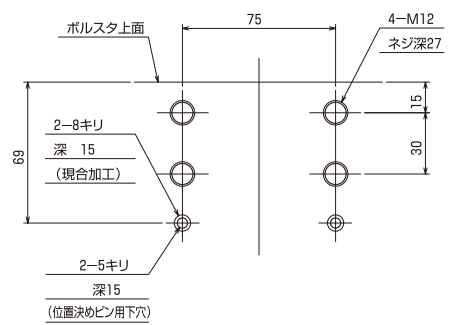 75
4−M12
ボルスタ上面
ネジ深27
15
2−8キリ
深 15
(現合加工)
69
30
2−5キリ
深15
(位置決めピン用下穴)